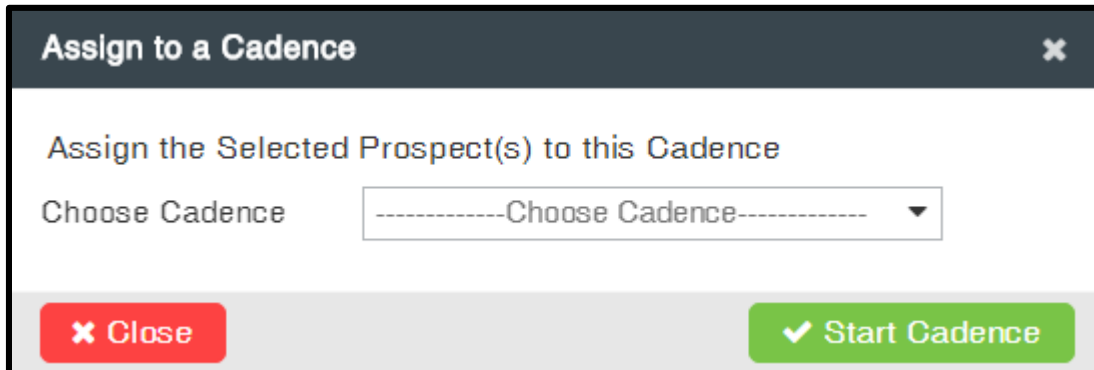 Assign to a Cadence
Assign the Selected Prospect(s) to this Cadence
Choose Cadence -------------Choose Cadence-------------
Close Start Cadence